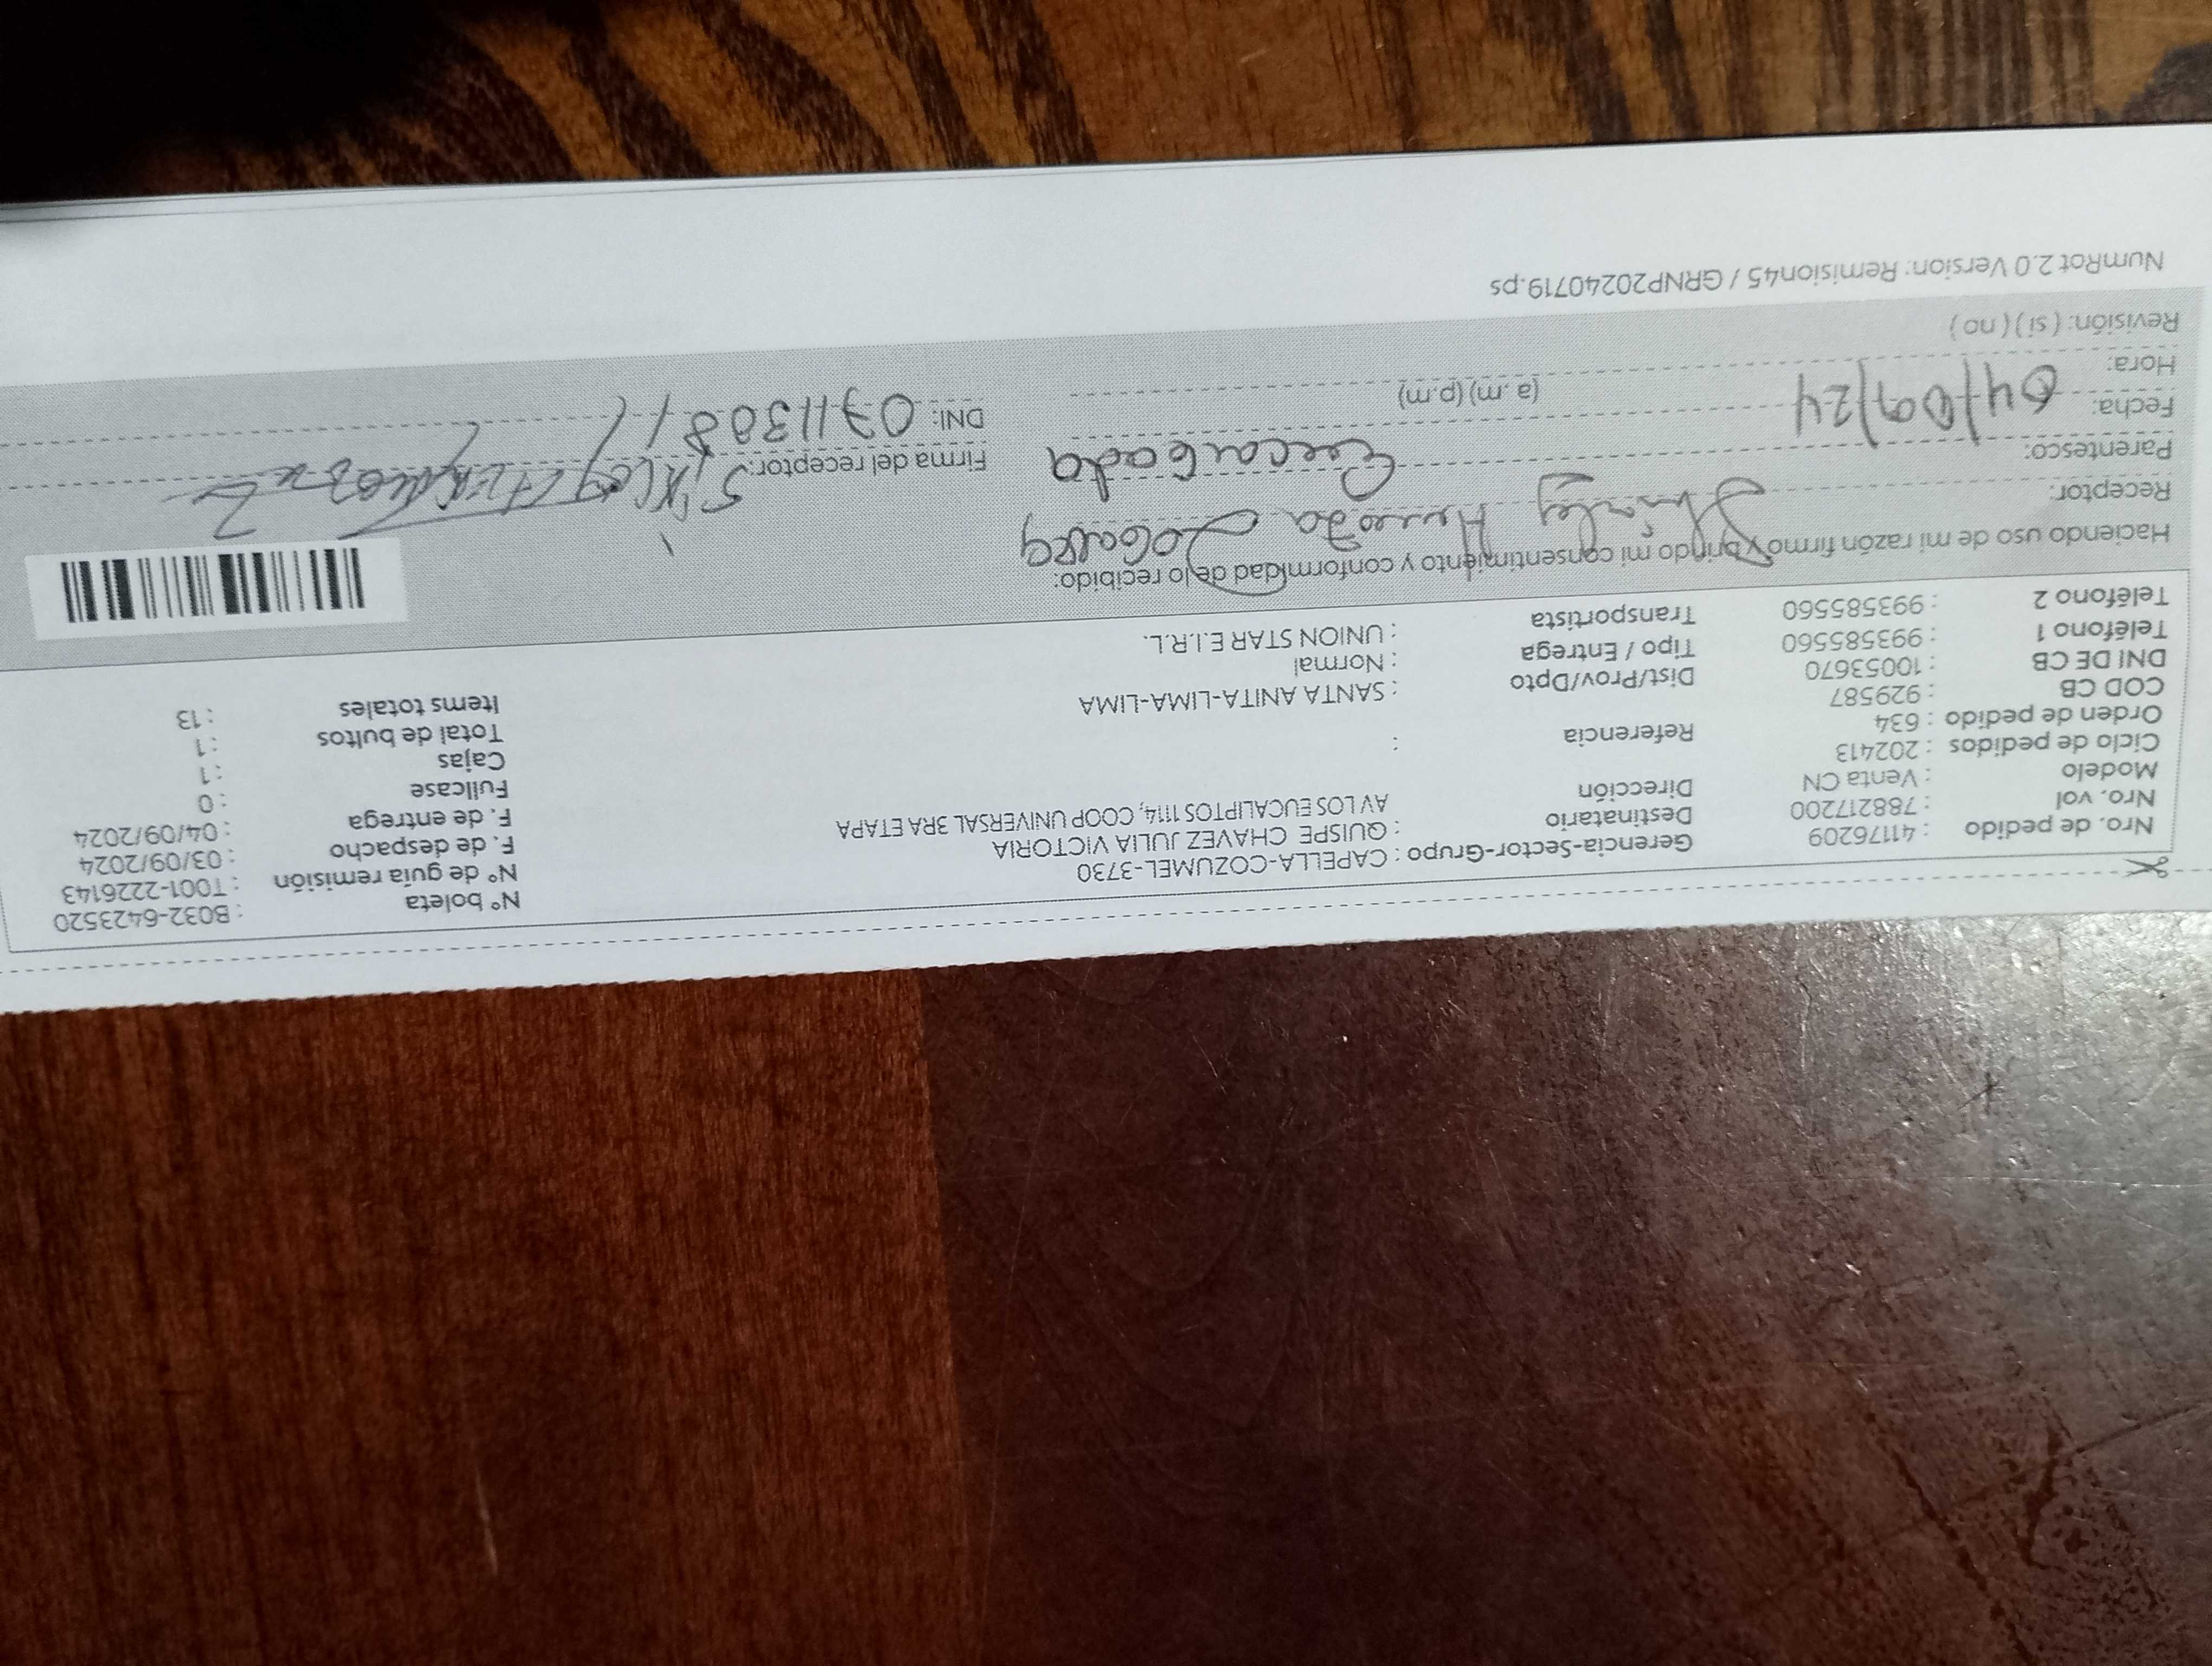 Nro. de pedido : 41176209 Gerencia-Sector-Grupo : CAPELLA-COZUMEL-3730 N° boleta : B032-6423520
Nro. vol : 788217200 Destinatario : QUISPE CHAVEZ JULIA VICTORIA N° de guía remisión : T001-2226143
Modelo : Venta CN Dirección AV LOS EUCALIPTOS 1114, COOP UNIVERSAL 3RA ETAPA F. de despacho : 03/09/2024
Ciclo de pedidos : 202413 F. de entrega : 04/09/2024
Orden de pedido : 634 Referencia : Fullcase : 0
COD CB : 929587 Cajas : 1
DNI DE CB : 10053670 Dist/Prov/Dpto : SANTA ANITA-LIMA-LIMA Total de bultos : 1
Teléfono 1 : 993585560 Tipo / Entrega : Normal Items totales : 13
Teléfono 2 : 993585560 Transportista : UNION STAR E.I.R.L.
Haciendo uso de mi razón firmo y brindo mi consentimiento y conformidad de lo recibido:
Receptor: Shirley
Parentesco: Encargada Firma del receptor:
Fecha: 04/09/24 DNI:
Hora: (a.m) (p.m)
Revisión: ( si ) ( no )
NumRot 2.0 Version: Remision45 / GRNP20240719.ps